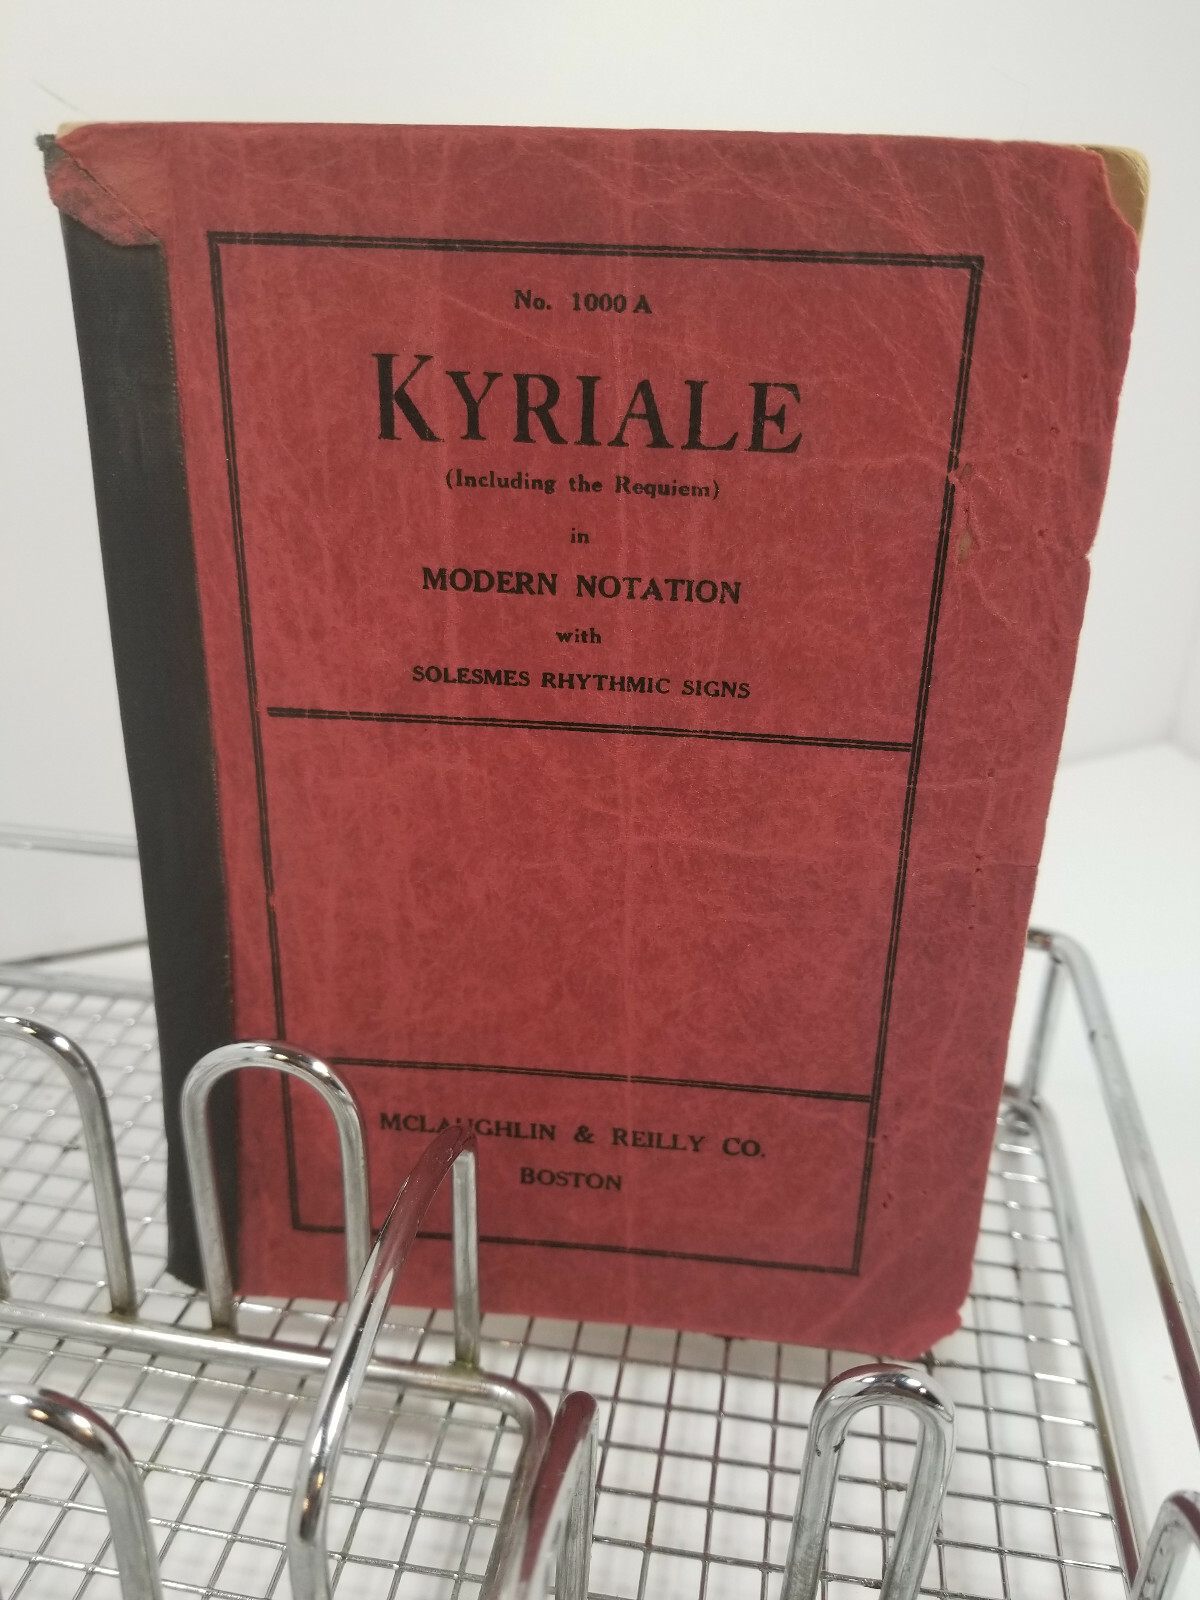 No. 1000 A
KYRIALE
(Including the Requiem)
in
MODERN NOTATION
with
SOLESMES RHYTHMIC SIGNS
MCLAUGHLIN & REILLY CO.
BOSTON